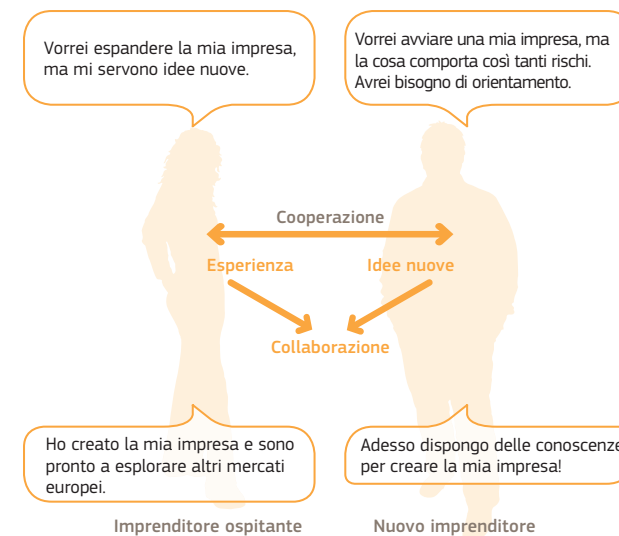 Vorrei espandere la mia impresa,
ma mi servono idee nuove.
Vorrei avviare una mia impresa, ma
la cosa comporta così tanti rischi.
Avrei bisogno di orientamento.
Cooperazione
Esperienza
Idee nuove
Collaborazione
Ho creato la mia impresa e sono
pronto a esplorare altri mercati
europei.
Adesso dispongo delle conoscenze
per creare la mia impresa!
Imprenditore ospitante
Nuovo imprenditore